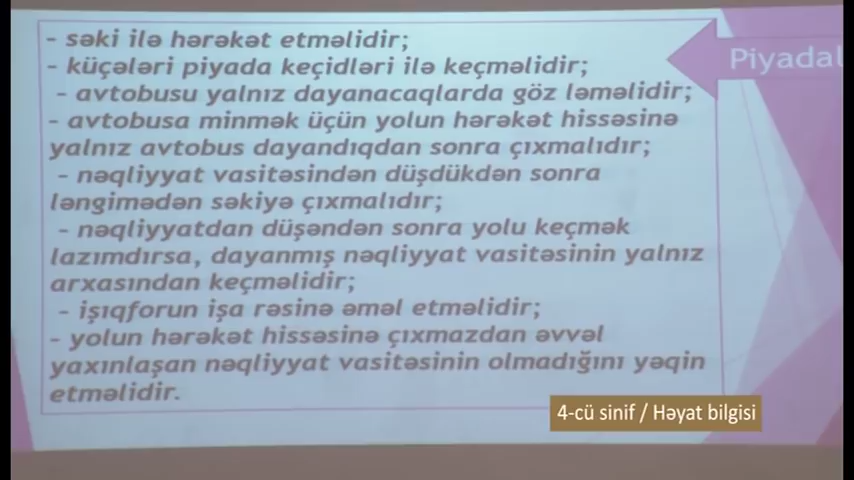 - səki ilə hərəkət etməlidir;
- küçələri piyada keçidləri ilə keçməlidir;
- avtobusu yalnız dayanacaqlarda göz ləməlidir;
- avtobusa minmək üçün yolun hərəkət hissəsinə
yalnız avtobus dayandıqdan sonra çıxmalıdır;
- nəqliyyat vasitəsindən düşdükdən sonra
ləngimədən səkiyə çıxmalıdır;
- nəqliyyatdan düşəndən sonra yolu keçmək
lazımdırsa, dayanmış nəqliyyat vasitəsinin yalnız
arxasından keçməlidir;
- işıqforun işa rəsinə əməl etməlidir;
- yolun hərəkət hissəsinə çıxmazdan əvvəl
yaxınlaşan nəqliyyat vasitəsinin olmadığını yəqin
etməlidir.
Piyadal
4-cü sinif / Həyat bilgisi